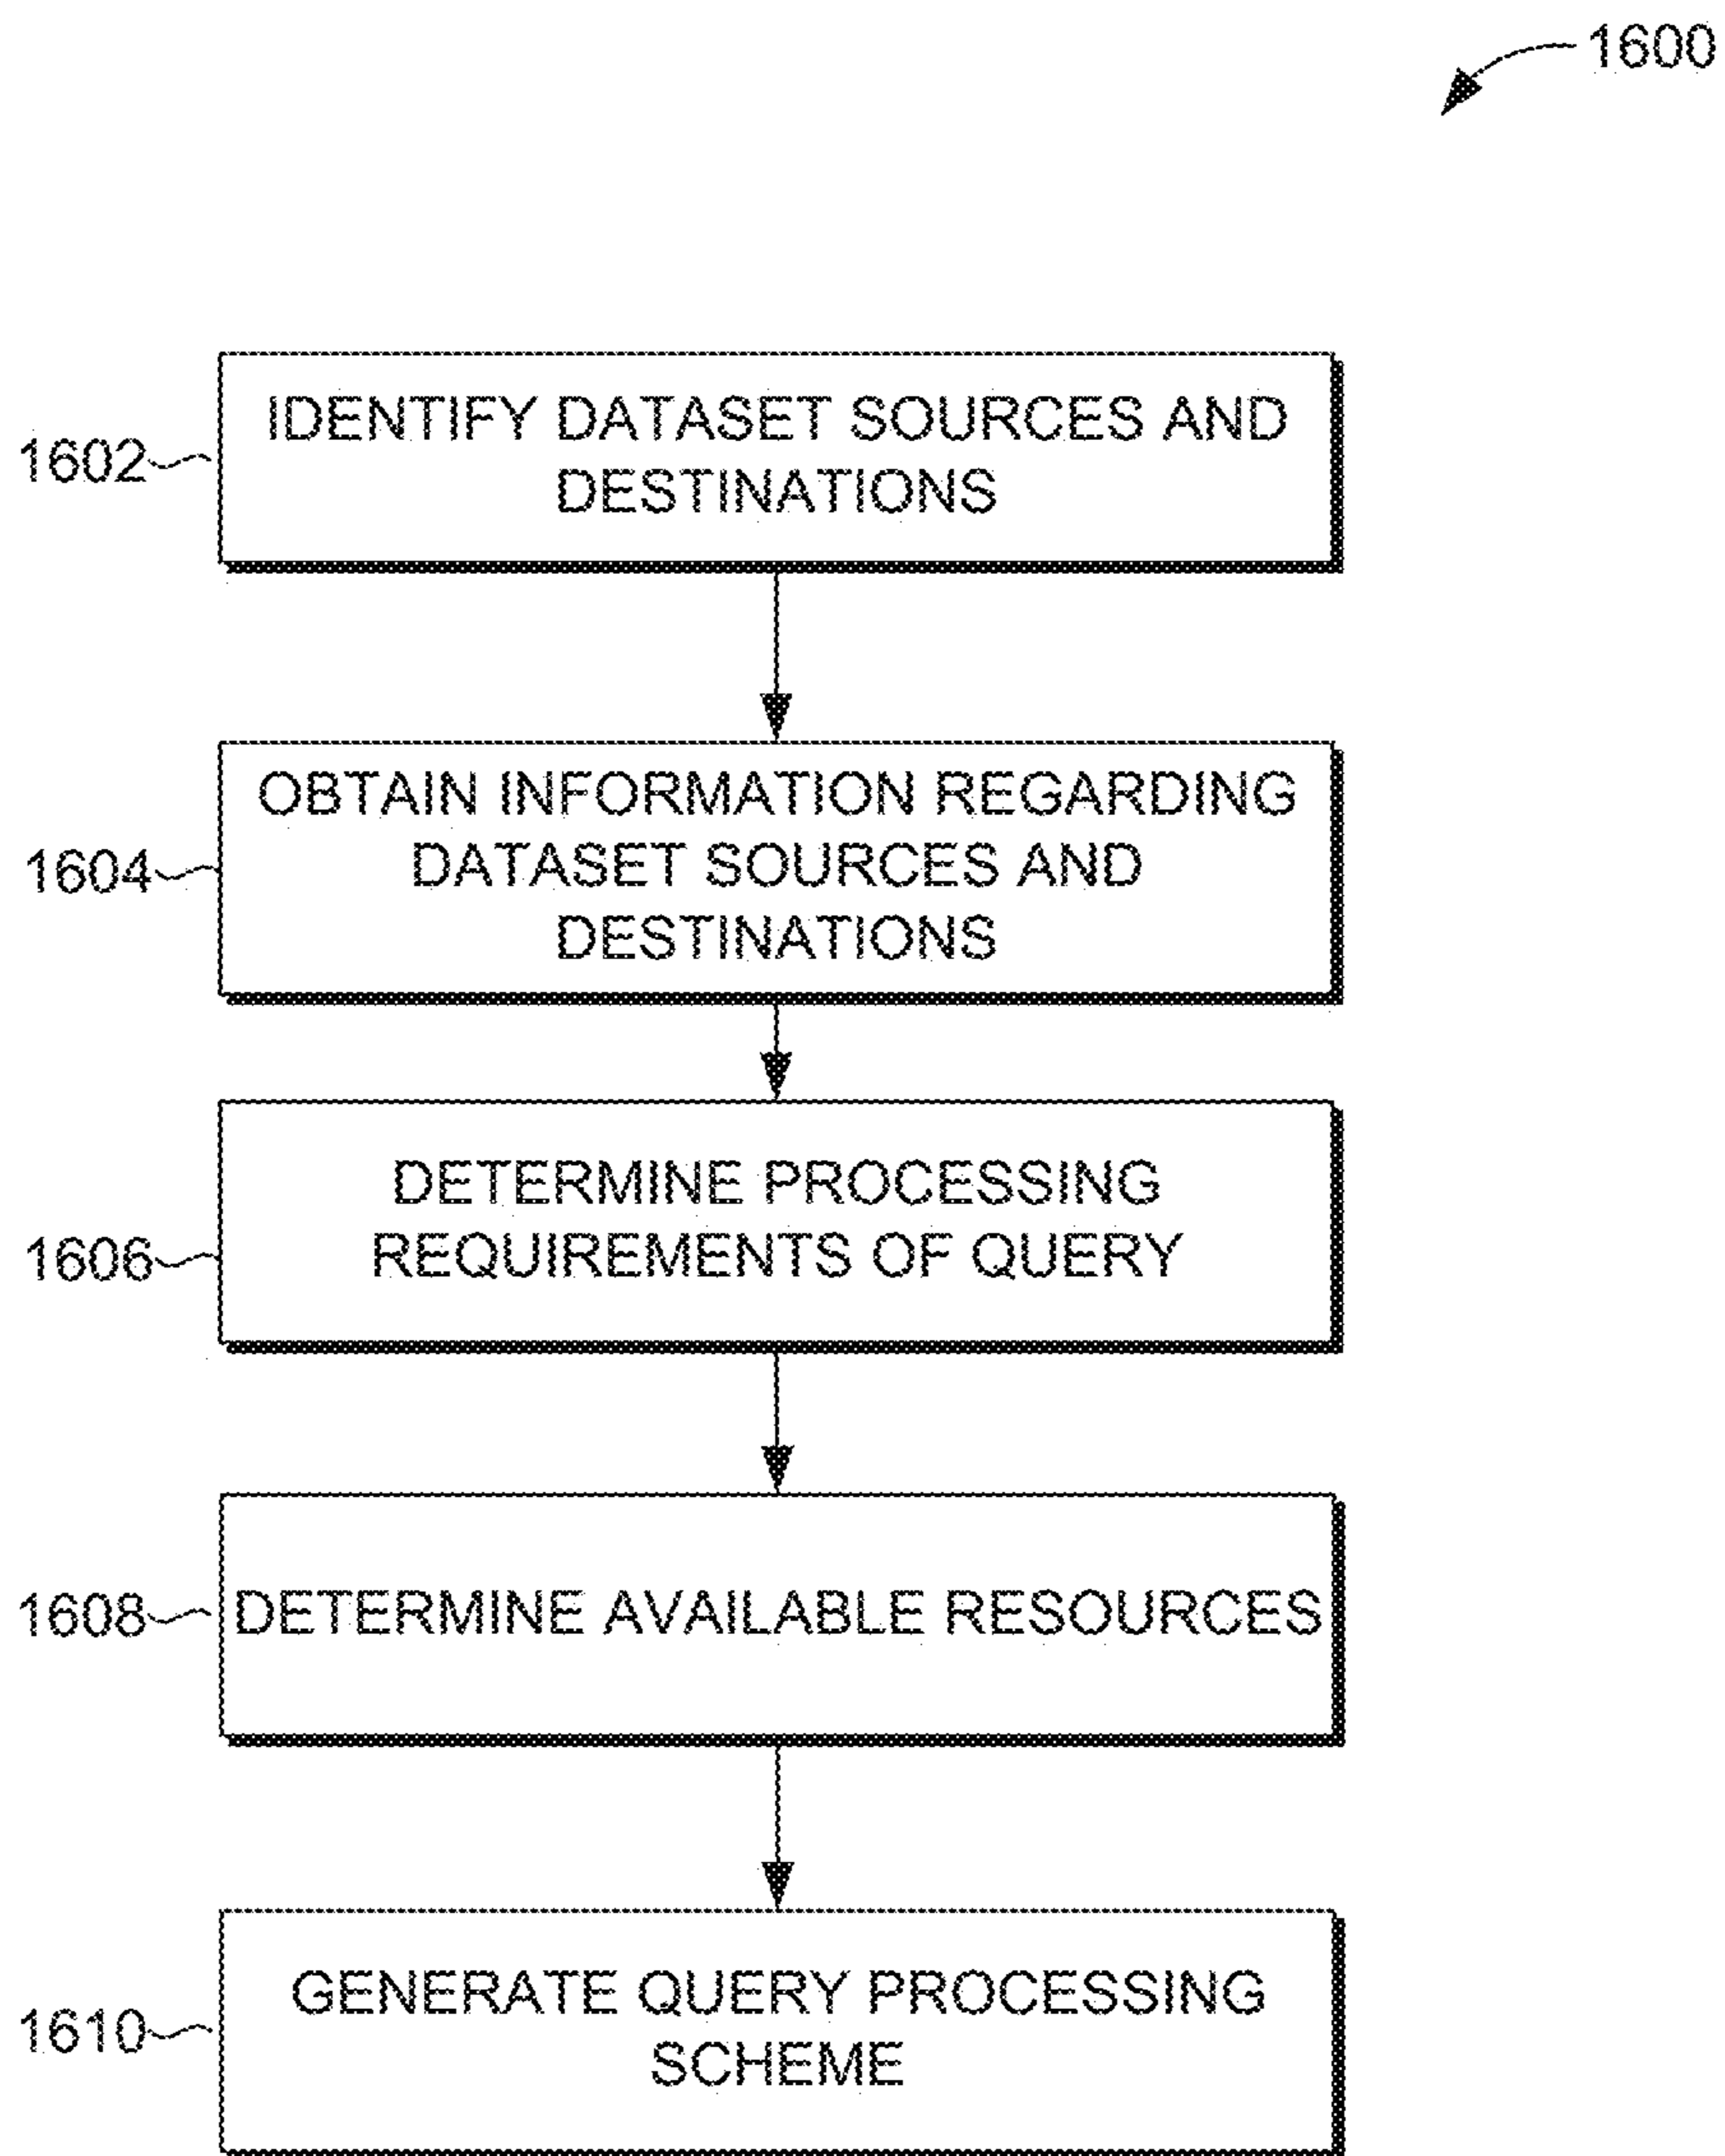 1600
IDENTIFY DATASET SOURCES AND
DESTINATIONS
1602
OBTAIN INFORMATION REGARDING
DATASET SOURCES AND
DESTINATIONS
1604
DETERMINE PROCESSING
REQUIREMENTS OF QUERY
1606
DETERMINE AVAILABLE RESOURCES
1608
GENERATE QUERY PROCESSING
SCHEME
1610